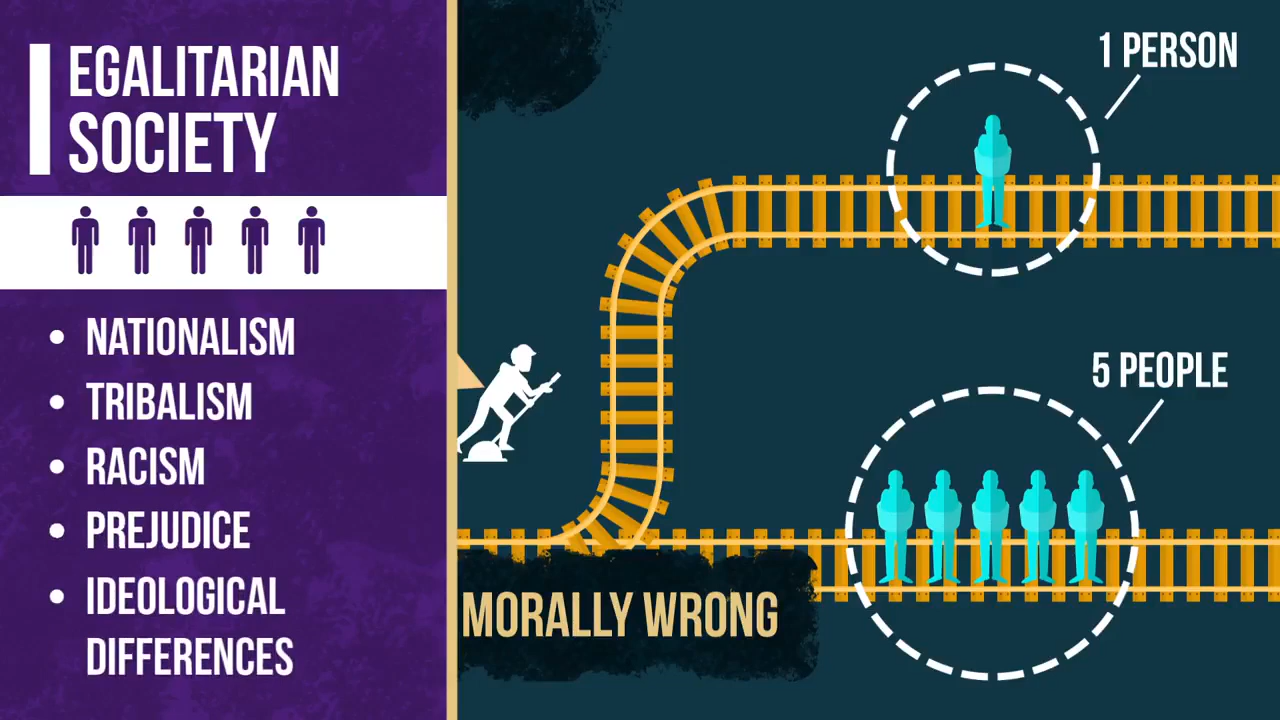 EGALITARIAN
SOCIETY
• NATIONALISM
• TRIBALISM
• RACISM
• PREJUDICE
• IDEOLOGICAL
DIFFERENCES
1 PERSON
5 PEOPLE
MORALLY WRONG